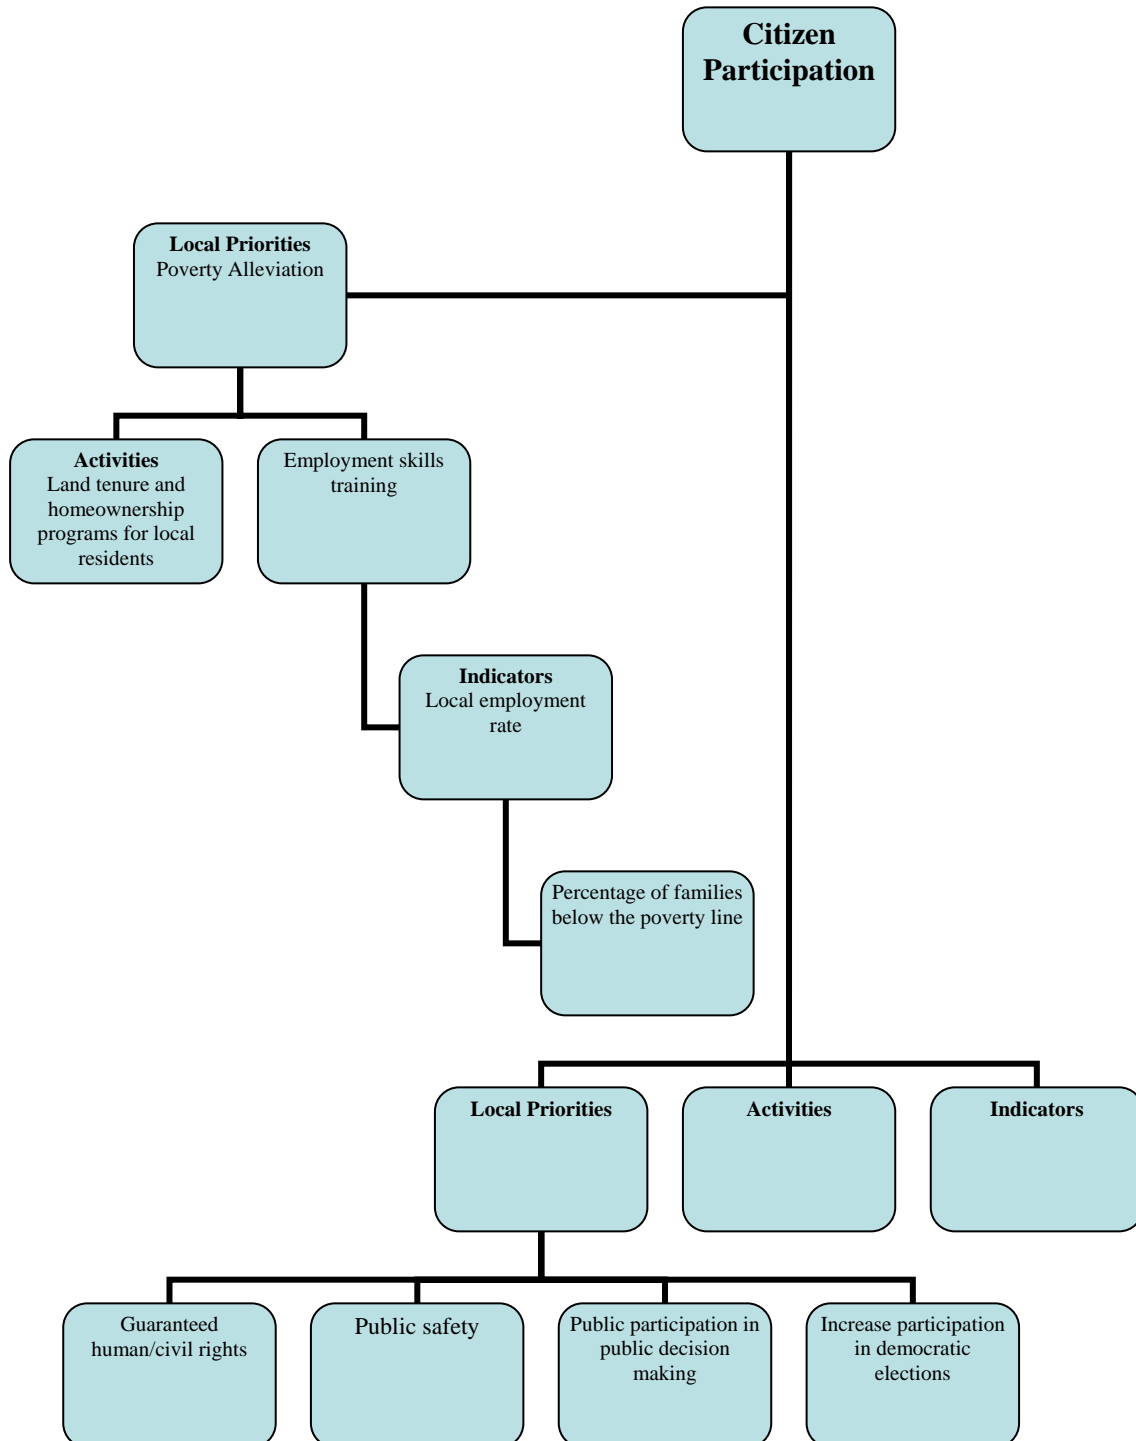 Citizen
Participation
Local Priorities
Poverty Alleviation
Activities
Land tenure and
homeownership
programs for local
residents
Employment skills
training
Indicators
Local employment
rate
Percentage of families
below the poverty line
Local Priorities
Activities
Indicators
Guaranteed
human/civil rights
Public safety
Public participation in
public decision
making
Increase participation
in democratic
elections